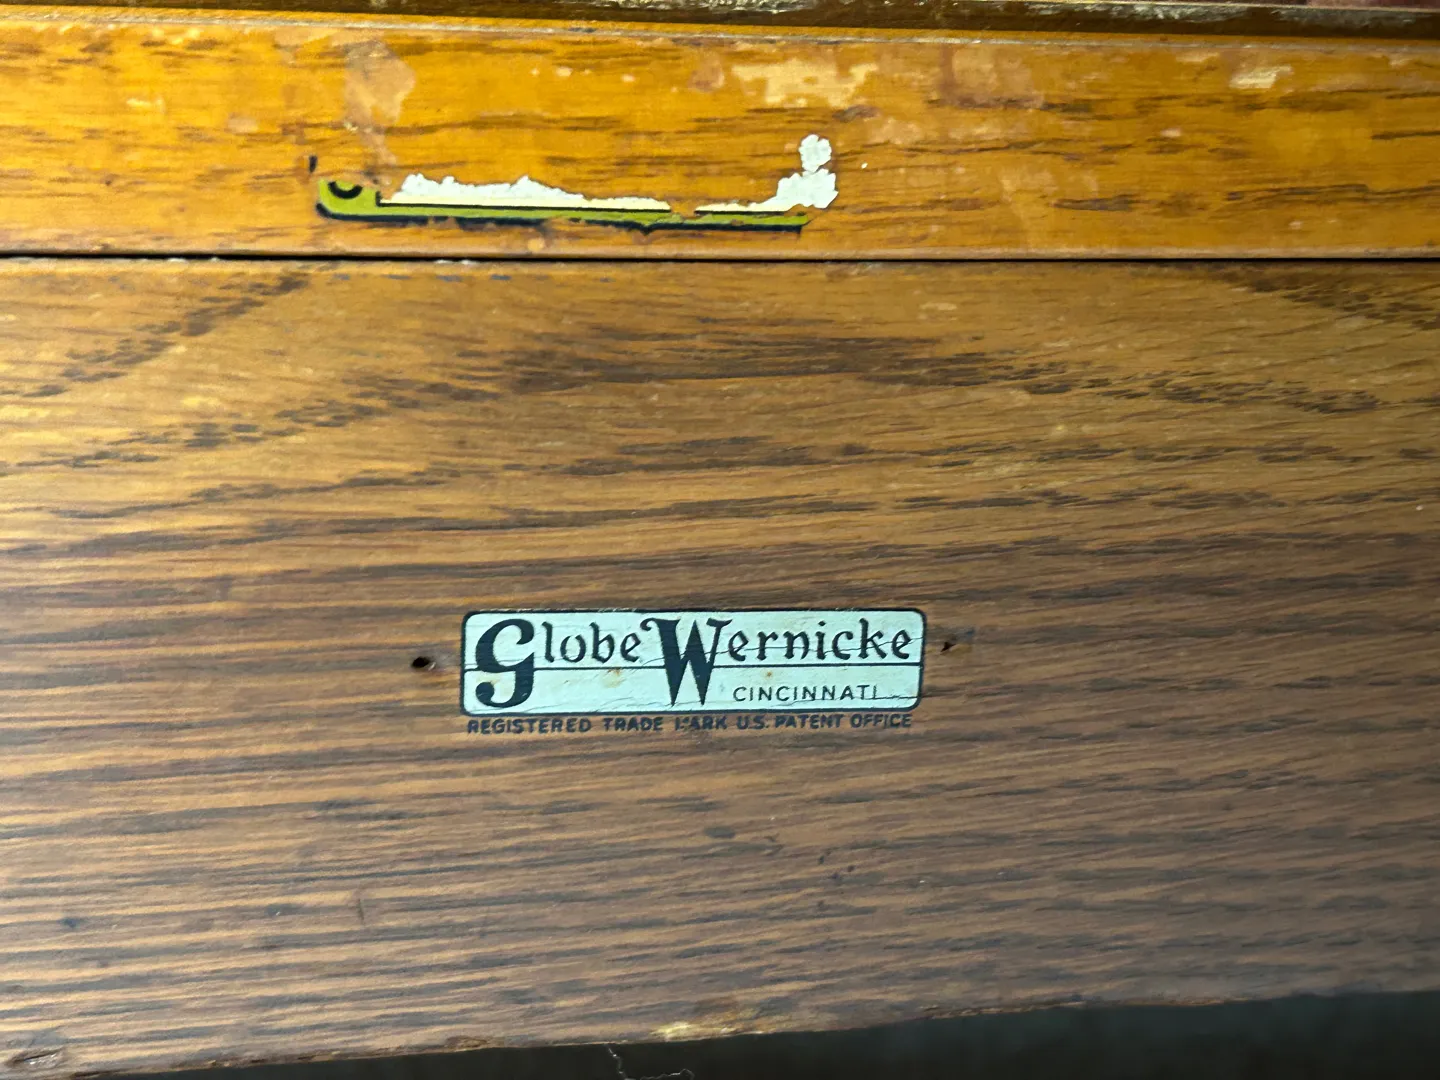 Globe Wernicke
CINCINNATI
REGISTERED TRADE MARK U.S. PATENT OFFICE